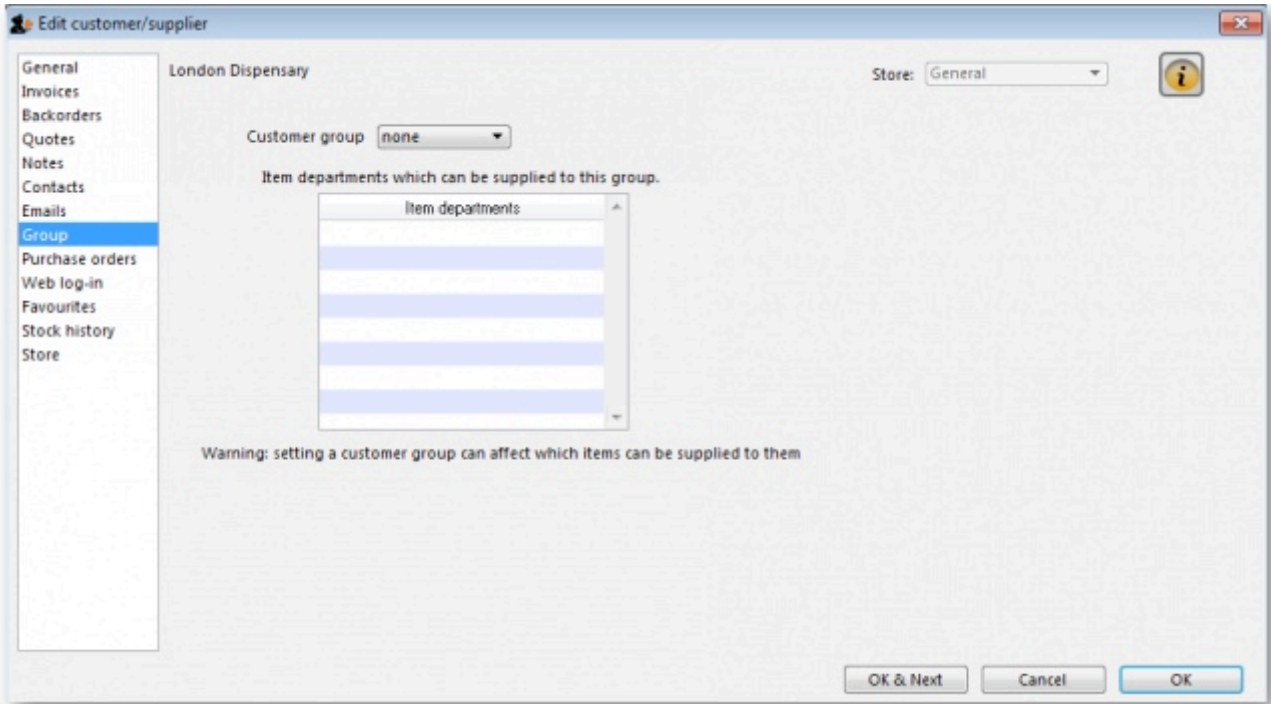 Edit customer/supplier
General
Invoices
Backorders
Quotes
Notes
Contacts
Emails
Group
Purchase orders
Web log-in
Favourites
Stock history
Store
London Dispensary
Store: General
Customer group none
Item departments which can be supplied to this group.
Item departments
Warning: setting a customer group can affect which items can be supplied to them
OK & Next Cancel OK